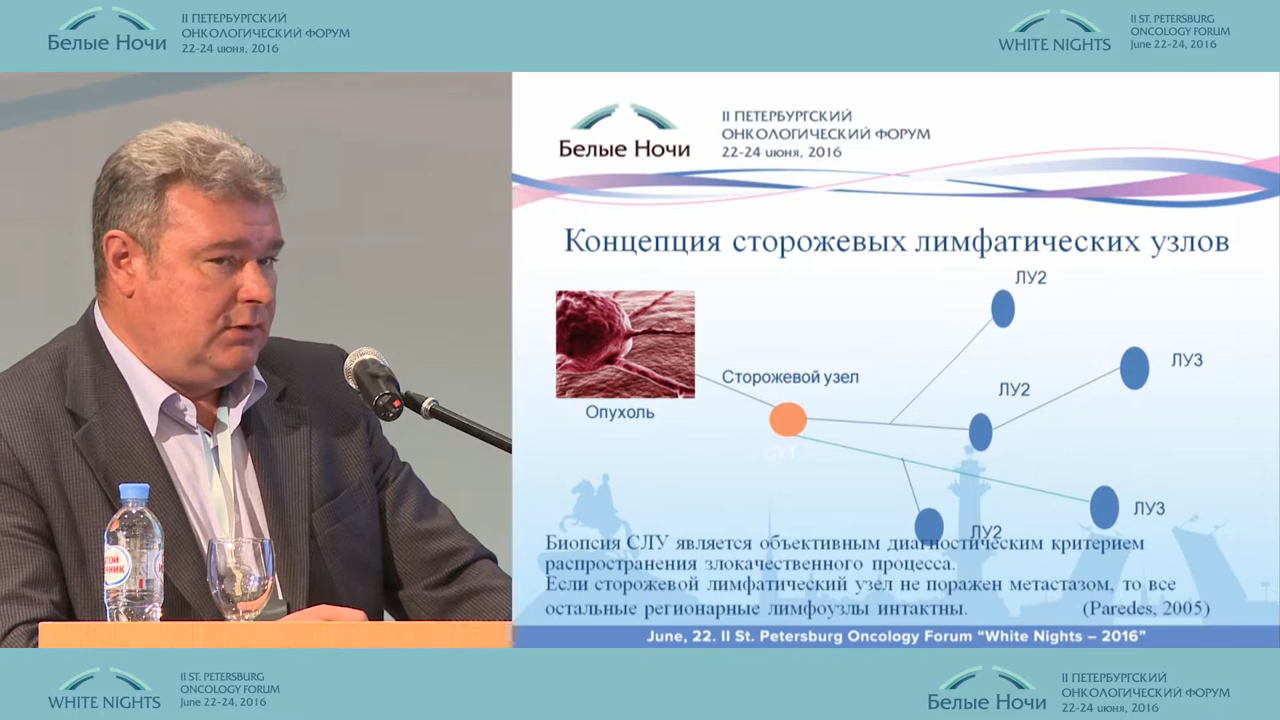 Белые Ночи
II ПЕТЕРБУРГСКИЙ
ОНКОЛОГИЧЕСКИЙ ФОРУМ
22-24 июня, 2016
WHITE NIGHTS
II ST. PETERSBURG
ONCOLOGY FORUM
June 22-24, 2016
Белые Ночи
II ПЕТЕРБУРГСКИЙ
ОНКОЛОГИЧЕСКИЙ ФОРУМ
22-24 июня, 2016
Концепция сторожевых лимфатических узлов
ЛУ2
ЛУ3
Сторожевой узел
ЛУ2
Опухоль
СУ1
ЛУ3
ЛУ2
Биопсия СЛУ является объективным диагностическим критерием
распространения злокачественного процесса.
Если сторожевой лимфатический узел не поражен метастазом, то все
остальные регионарные лимфоузлы интактны. (Paredes, 2005)
June, 22. II St. Petersburg Oncology Forum “White Nights – 2016”
WHITE NIGHTS
II ST. PETERSBURG
ONCOLOGY FORUM
June 22-24, 2016
Белые Ночи
II ПЕТЕРБУРГСКИЙ
ОНКОЛОГИЧЕСКИЙ ФОРУМ
22-24 июня, 2016